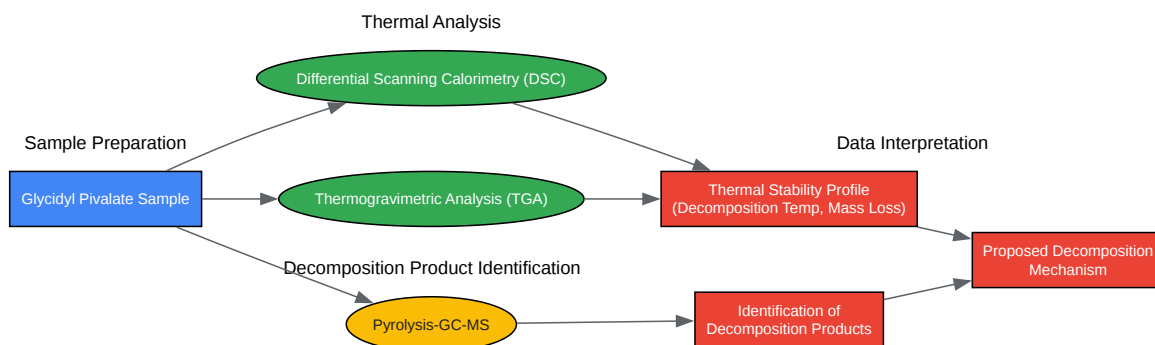 Thermal Analysis
Differential Scanning Calorimetry (DSC)
Sample Preparation
Data Interpretation
Glycidyl Pivalate Sample
Thermogravimetric Analysis (TGA)
Thermal Stability Profile
(Decomposition Temp, Mass Loss)
Decomposition Product Identification
Proposed Decomposition
Mechanism
Pyrolysis-GC-MS
Identification of
Decomposition Products